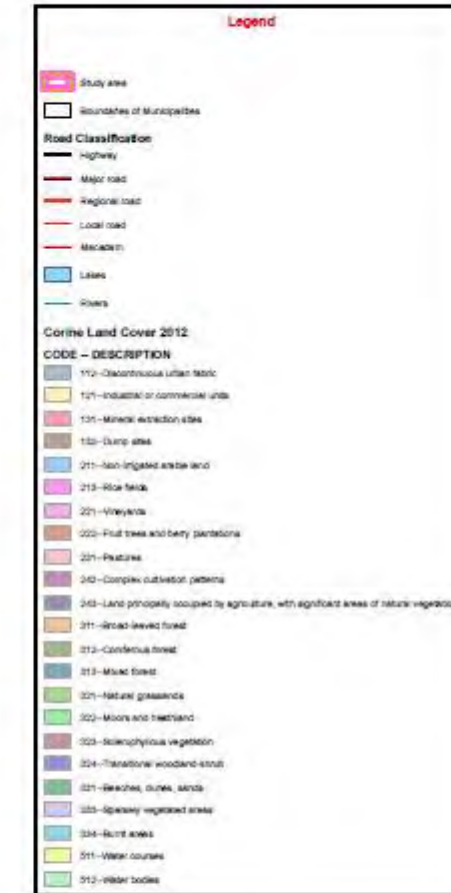 Legend
Study area
Boundaries of Municipalities
Road Classification
Highway
Major road
Regional road
Local road
Macadam
Lakes
Rivers
Corine Land Cover 2012
CODE -- DESCRIPTION
112--Discontinuous urban fabric
121--Industrial or commercial units
131--Mineral extraction sites
132--Dump sites
211--Non-irrigated arable land
213--Rice fields
221--Vineyards
222--Fruit trees and berry plantations
231--Pastures
242--Complex cultivation patterns
243--Land principally occupied by agriculture, with significant areas of natural vegetatio
311--Broad-leaved forest
312--Coniferous forest
313--Mixed forest
321--Natural grasslands
322--Moors and heathland
323--Sclerophyllous vegetation
324--Transitional woodland-shrub
331--Beaches, dunes, sands
333--Sparsely vegetated areas
334--Burnt areas
511--Water courses
512--Water bodies